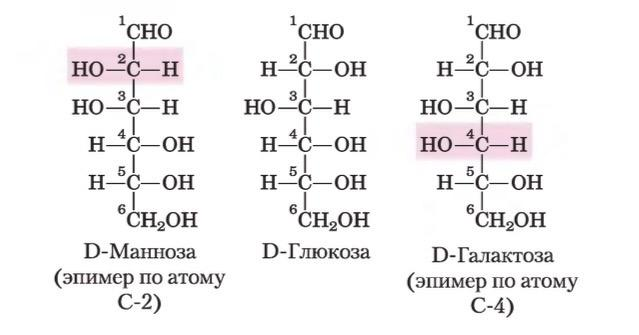 ¹CHO ¹CHO ¹CHO
HO—²C—H H—²C—OH H—²C—OH
HO—³C—H HO—³C—H HO—³C—H
H—⁴C—OH H—⁴C—OH HO—⁴C—H
H—⁵C—OH H—⁵C—OH H—⁵C—OH
⁶CH₂OH ⁶CH₂OH ⁶CH₂OH
D-Манноза D-Глюкоза D-Галактоза
(эпимер по атому (эпимер по атому
C-2) C-4)